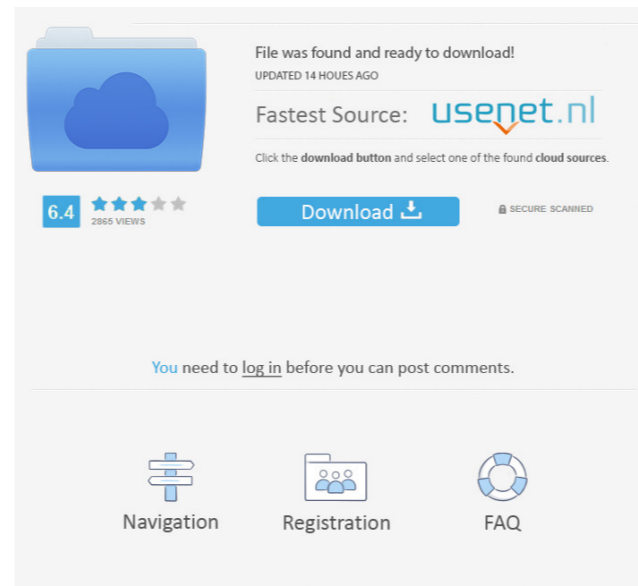 File was found and ready to download!
UPDATED 14 HOUES AGO
Fastest Source: usenet.nl
Click the download button and select one of the found cloud sources.
6.4
2865 VIEWS
Download
SECURE SCANNED
You need to log in before you can post comments.
Navigation
Registration
FAQ